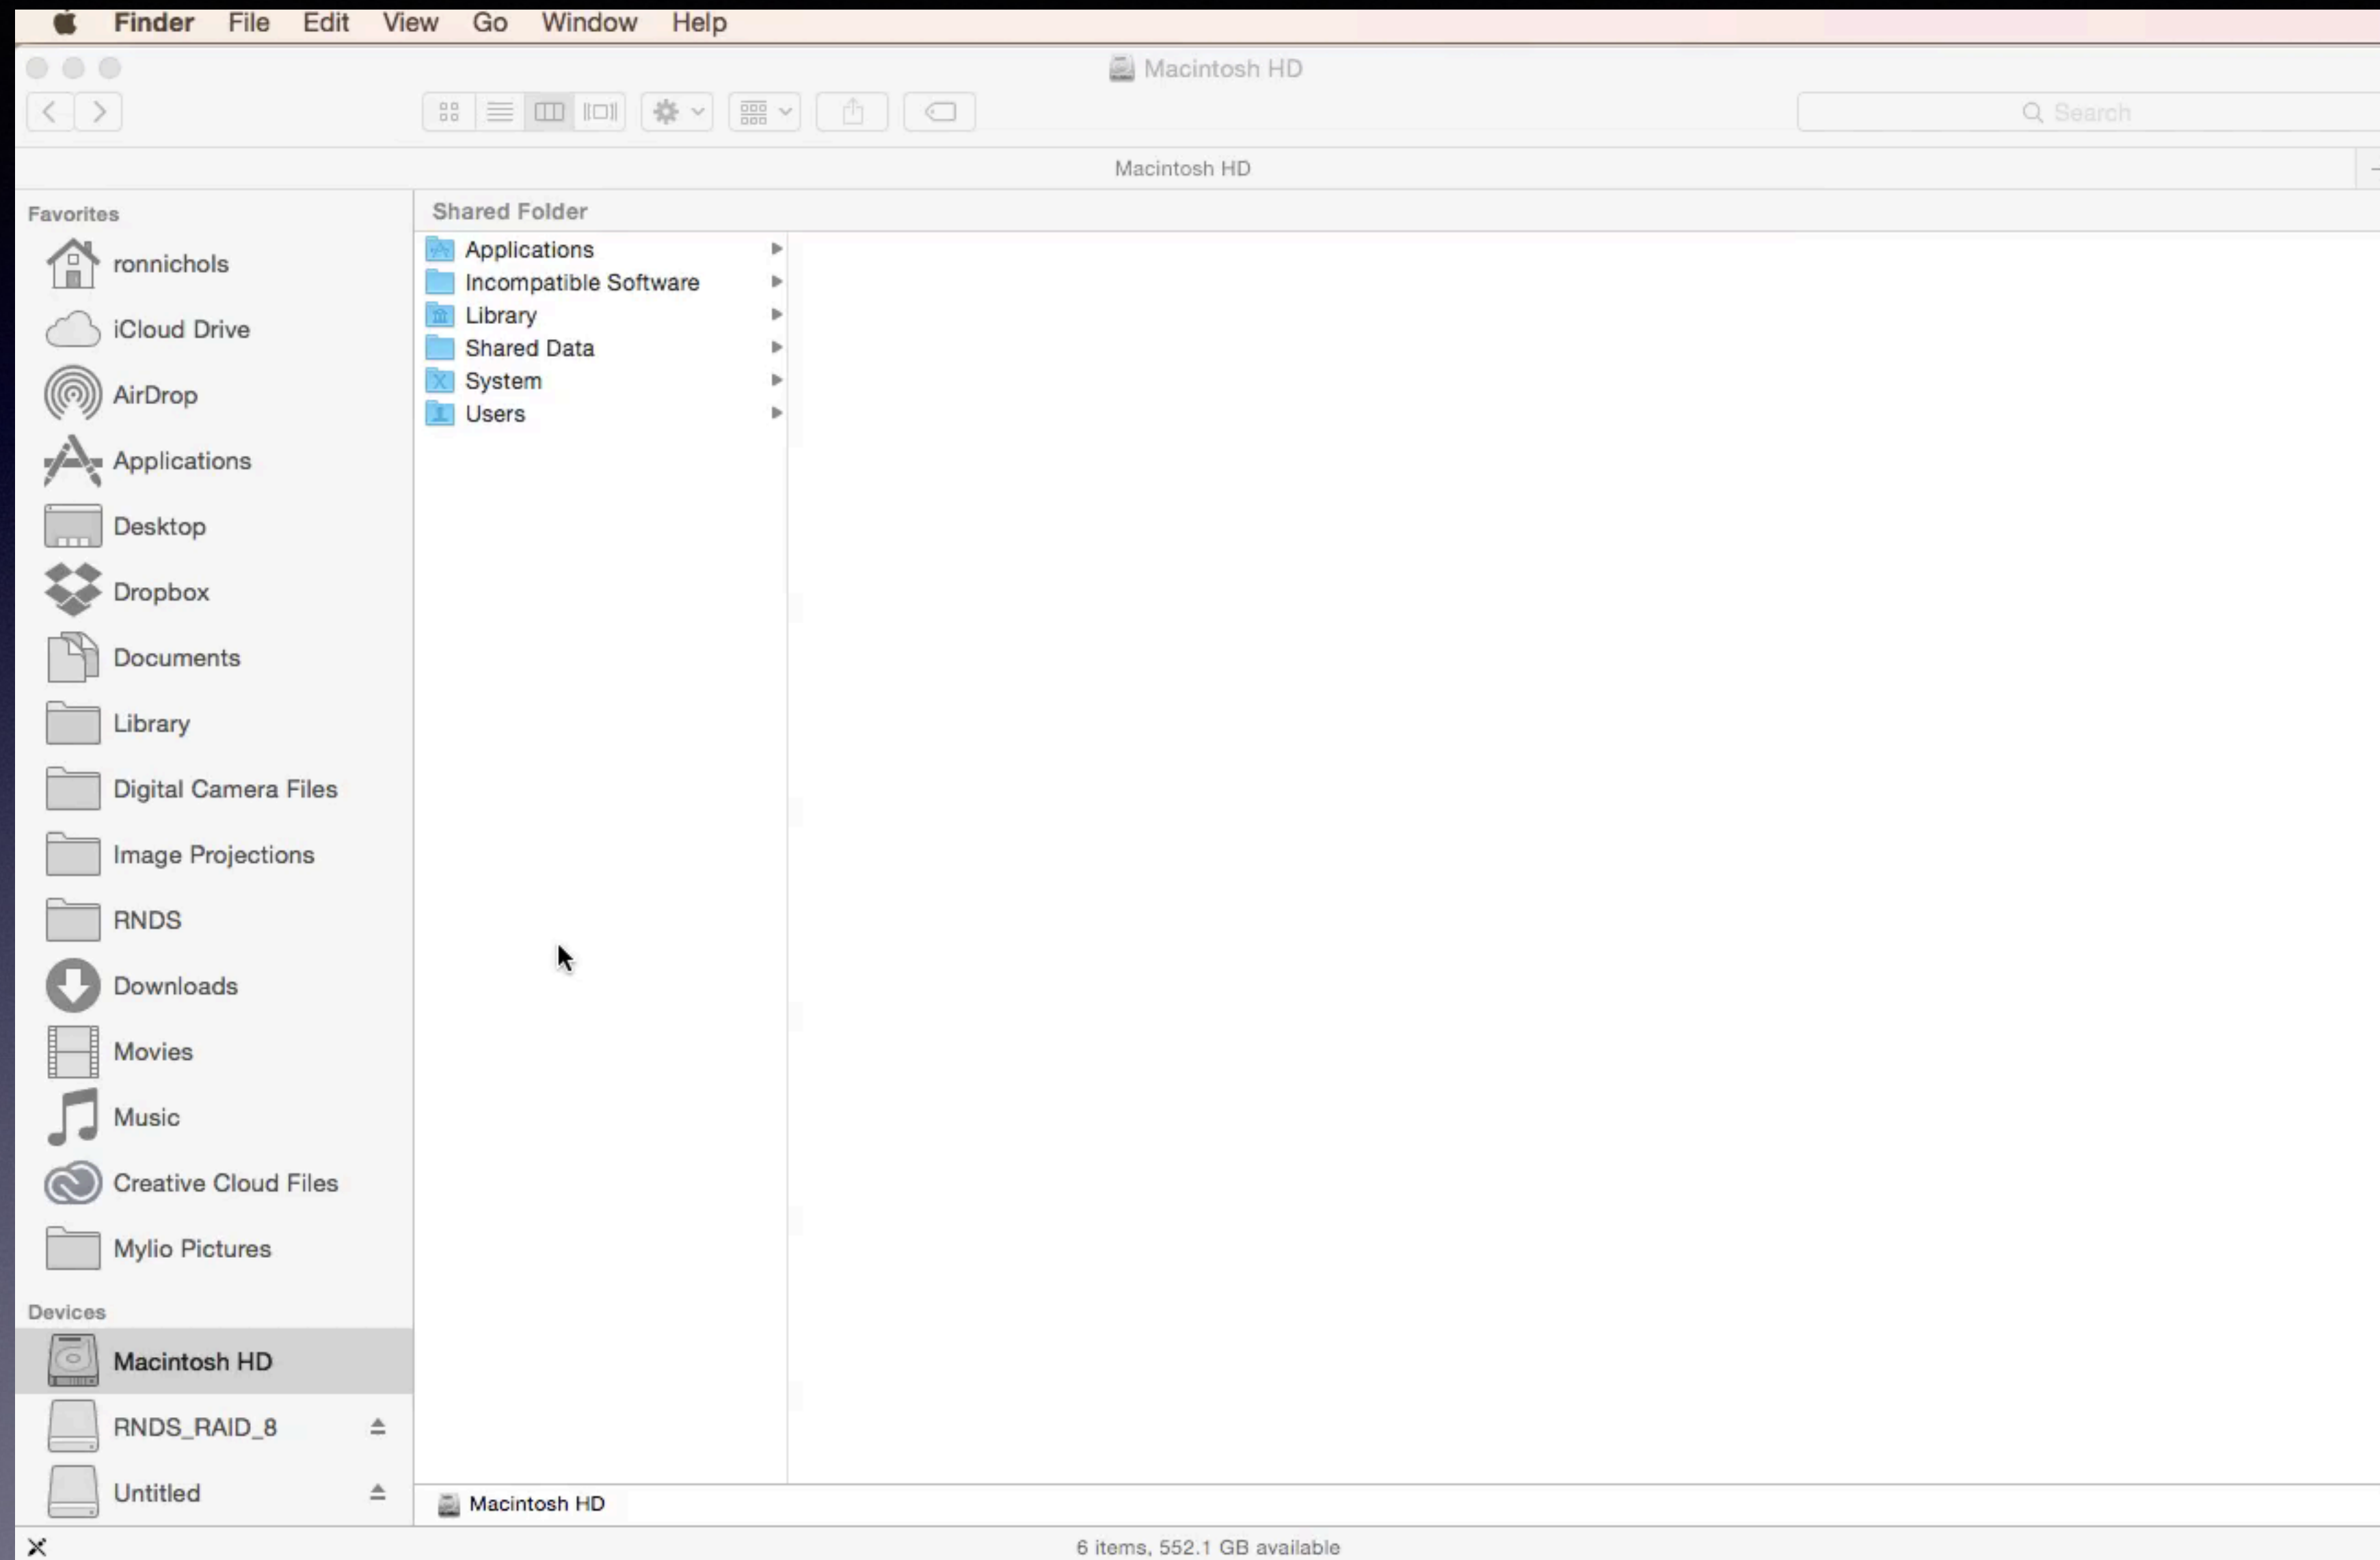 Finder File Edit View Go Window Help
Macintosh HD
Search
Macintosh HD
Favorites
ronnichols
iCloud Drive
AirDrop
Applications
Desktop
Dropbox
Documents
Library
Digital Camera Files
Image Projections
RNDS
Downloads
Movies
Music
Creative Cloud Files
Mylio Pictures
Devices
Macintosh HD
RNDS_RAID_8
Untitled
Shared Folder
Applications
Incompatible Software
Library
Shared Data
System
Users
Macintosh HD
6 items, 552.1 GB available